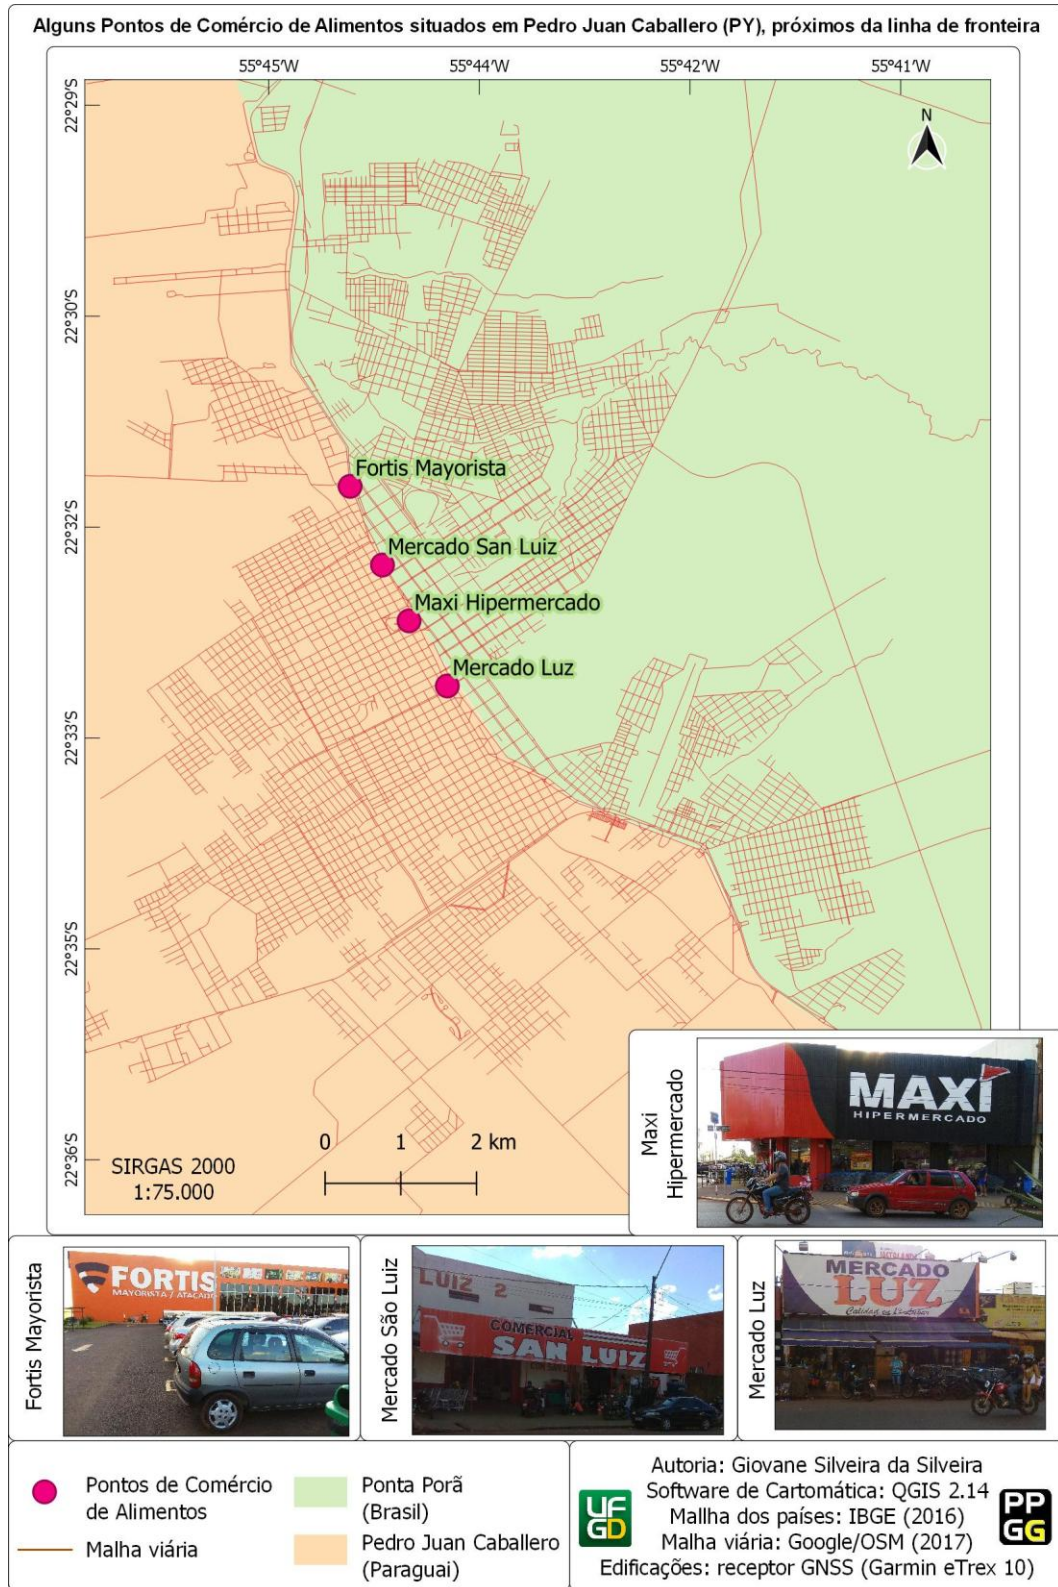 Alguns Pontos de Comércio de Alimentos situados em Pedro Juan Caballero (PY), próximos da linha de fronteira
55°45'W 55°44'W 55°42'W 55°41'W
22°29'S
N
22°30'S
Fortis Mayorista
22°32'S
Mercado San Luiz
Maxi Hipermercado
Mercado Luz
22°33'S
22°35'S
22°36'S
0 1 2 km
SIRGAS 2000
1:75.000
Maxi
Hipermercado
MAXI
HIPERMERCADO
Fortis Mayorista
FORTIS
MAYORISTA / ATACADO
Mercado São Luiz
LUIZ 2
COMERCIAL
SAN LUIZ
Mercado Luz
MERCADO
LUZ
Pontos de Comércio
de Alimentos
Malha viária
Ponta Porã
(Brasil)
Pedro Juan Caballero
(Paraguai)
UF
GD
Autoria: Giovane Silveira da Silveira
Software de Cartomática: QGIS 2.14
Mallha dos países: IBGE (2016)
Malha viária: Google/OSM (2017)
Edificações: receptor GNSS (Garmin eTrex 10)
PP
GG